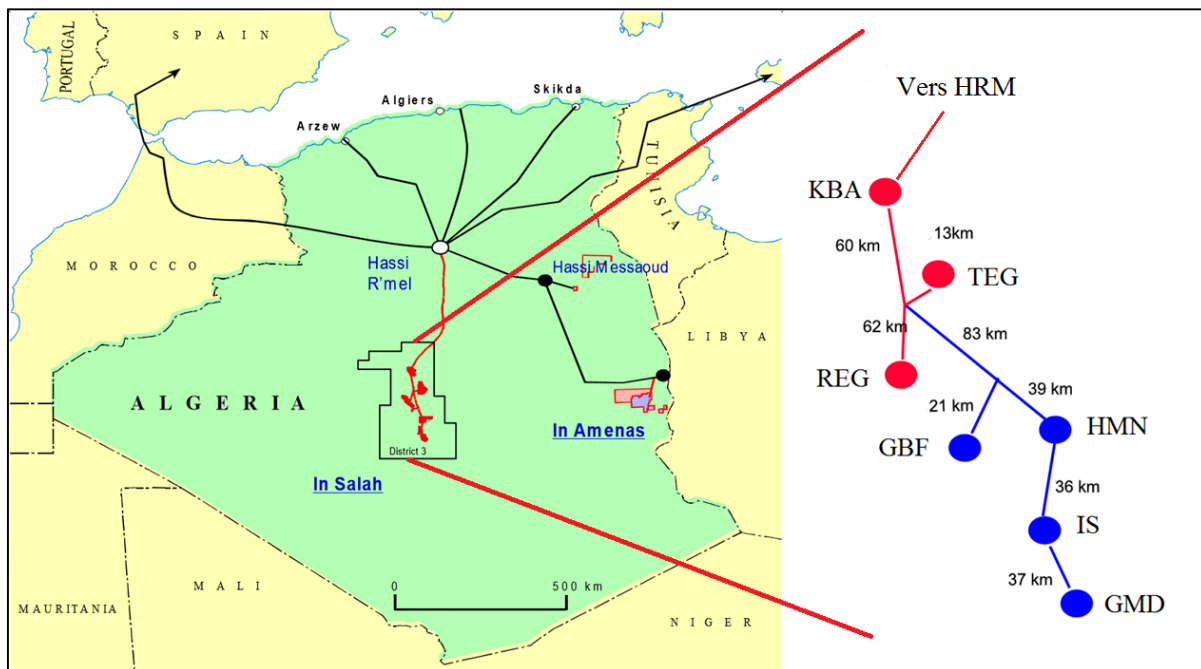 PORTUGAL
SPAIN
Skikda
Algiers
Arzew
TUNISIA
MOROCCO
Hassi
R'mel
Hassi Messaoud
LIBYA
ALGERIA
In Amenas
District 3
In Salah
0
500 km
MALI
MAURITANIA
NIGER
Vers HRM
KBA
13km
60 km
TEG
62 km
83 km
REG
39 km
21 km
HMN
GBF
36 km
IS
37 km
GMD